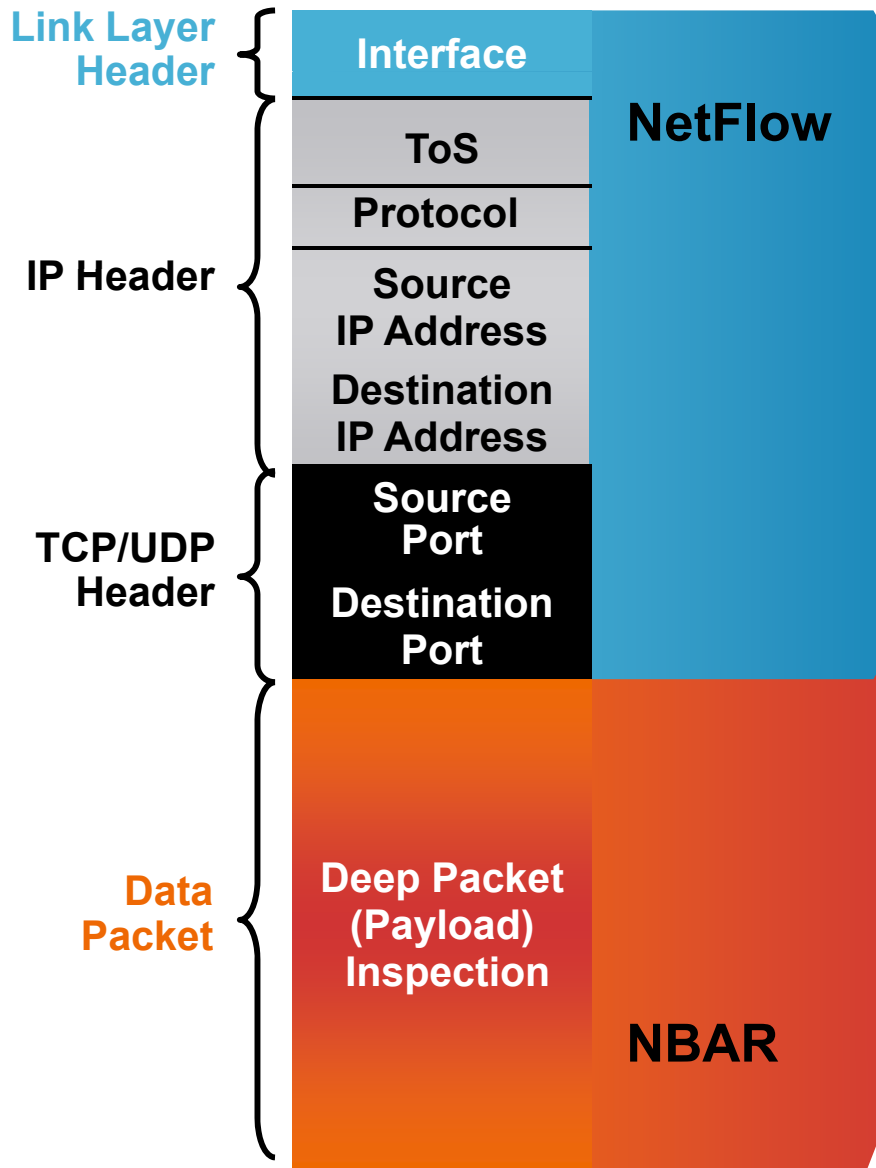 Link Layer
Header
Interface
NetFlow
ToS
Protocol
IP Header
Source
IP Address
Destination
IP Address
TCP/UDP
Header
Source
Port
Destination
Port
Data
Packet
Deep Packet
(Payload)
Inspection
NBAR